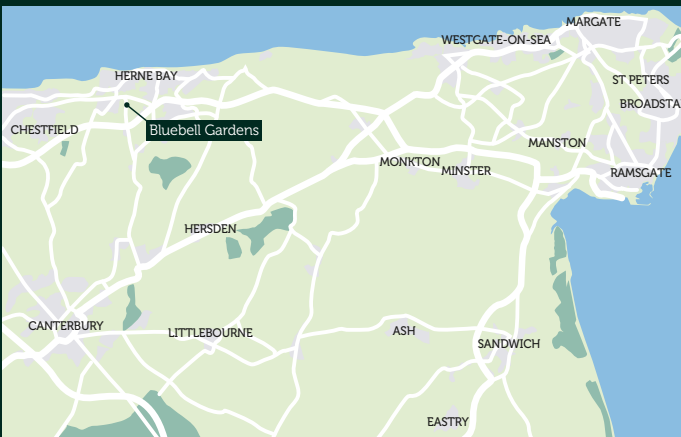 MARGATE
WESTGATE-ON-SEA
HERNE BAY
ST PETERS
BROADSTA
CHESTFIELD
Bluebell Gardens
MANSTON
MONKTON
MINSTER
RAMSGATE
HERSDEN
CANTERBURY
LITTLEBOURNE
ASH
SANDWICH
EASTRY